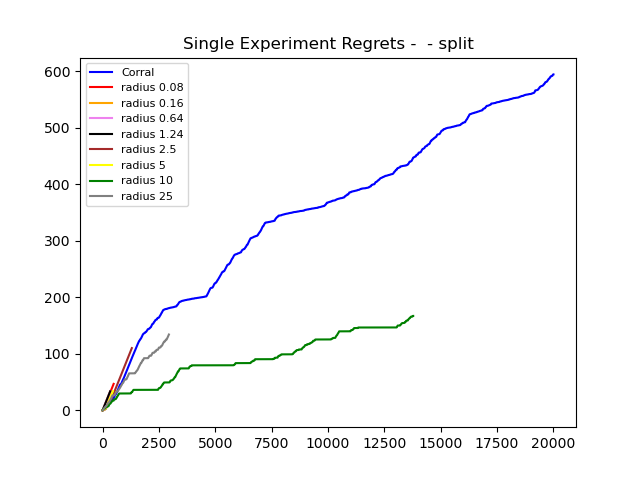 Single Experiment Regrets -  - split
600
500
400
300
200
100
0
Corral
radius 0.08
radius 0.16
radius 0.64
radius 1.24
radius 2.5
radius 5
radius 10
radius 25
0 2500 5000 7500 10000 12500 15000 17500 20000